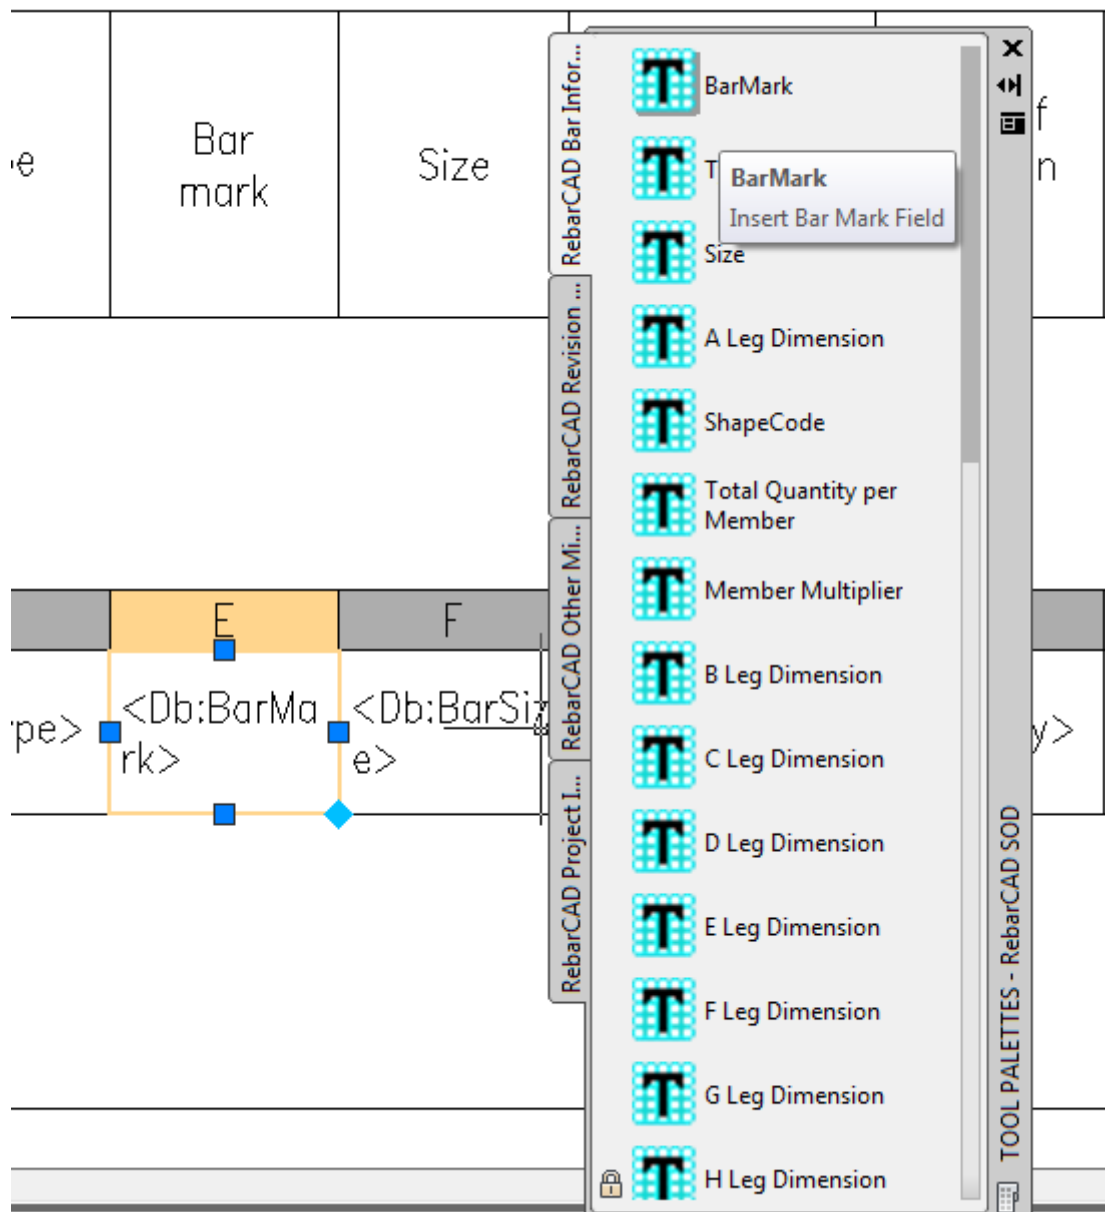 Bar
mark
Size
BarMark
BarMark
Insert Bar Mark Field
Size
A Leg Dimension
ShapeCode
Total Quantity per
Member
Member Multiplier
B Leg Dimension
C Leg Dimension
D Leg Dimension
E Leg Dimension
F Leg Dimension
G Leg Dimension
H Leg Dimension
RebarCAD Bar Infor...
RebarCAD Revision ...
RebarCAD Other Mi...
RebarCAD Project I...
TOOL PALETTES - RebarCAD SOD
E
F
pe>
<Db:BarMa
rk>
<Db:BarSiz
e>
y>